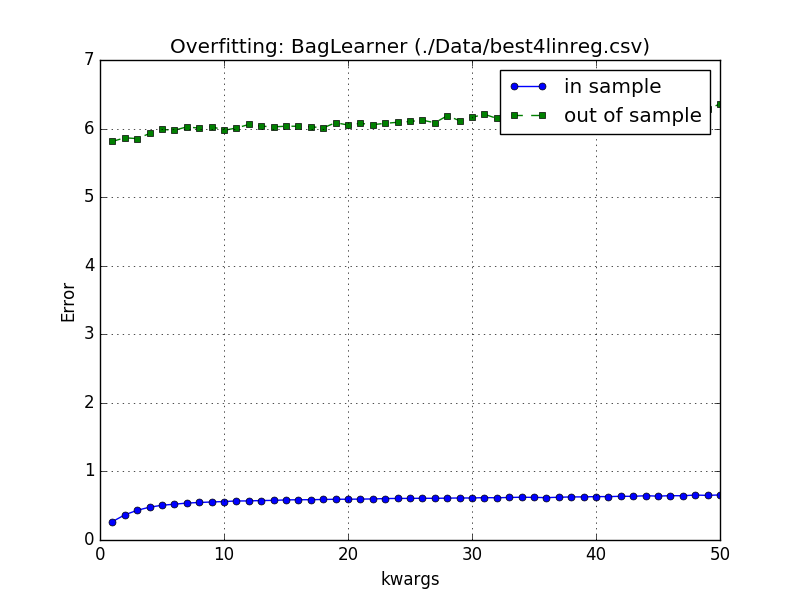 Overfitting: BagLearner (./Data/best4linreg.csv)
in sample
out of sample
7
6
5
4
3
2
1
0
Error
0 10 20 30 40 50
kwargs